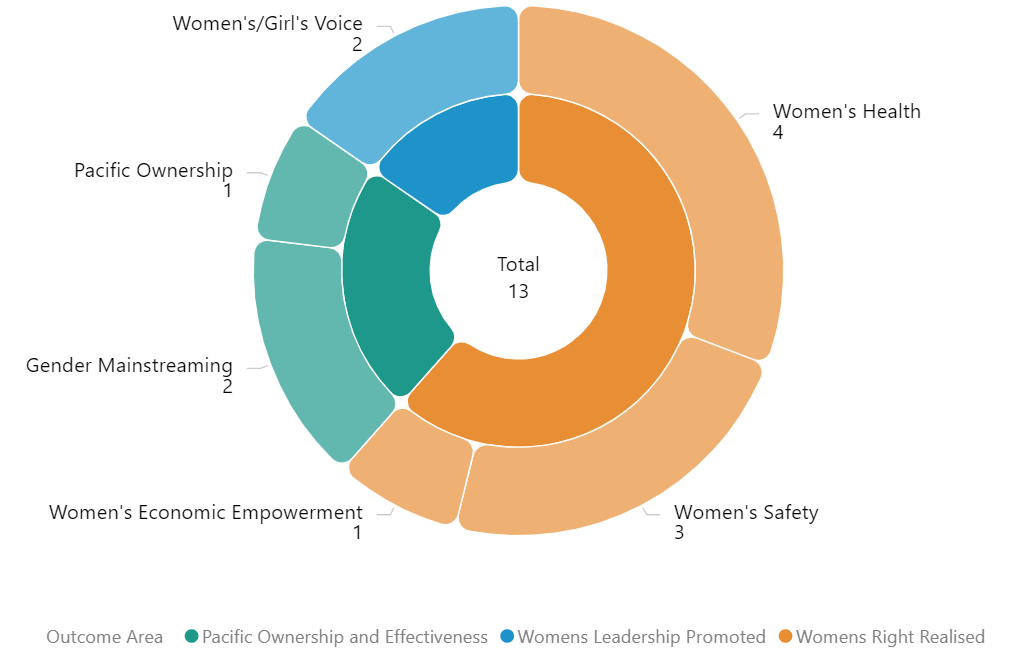 Women's/Girl's Voice
2
Women's Health
4
Pacific Ownership
1
Total
13
Gender Mainstreaming
2
Women's Economic Empowerment
1
Women's Safety
3
Outcome Area
Pacific Ownership and Effectiveness
Womens Leadership Promoted
Womens Right Realised